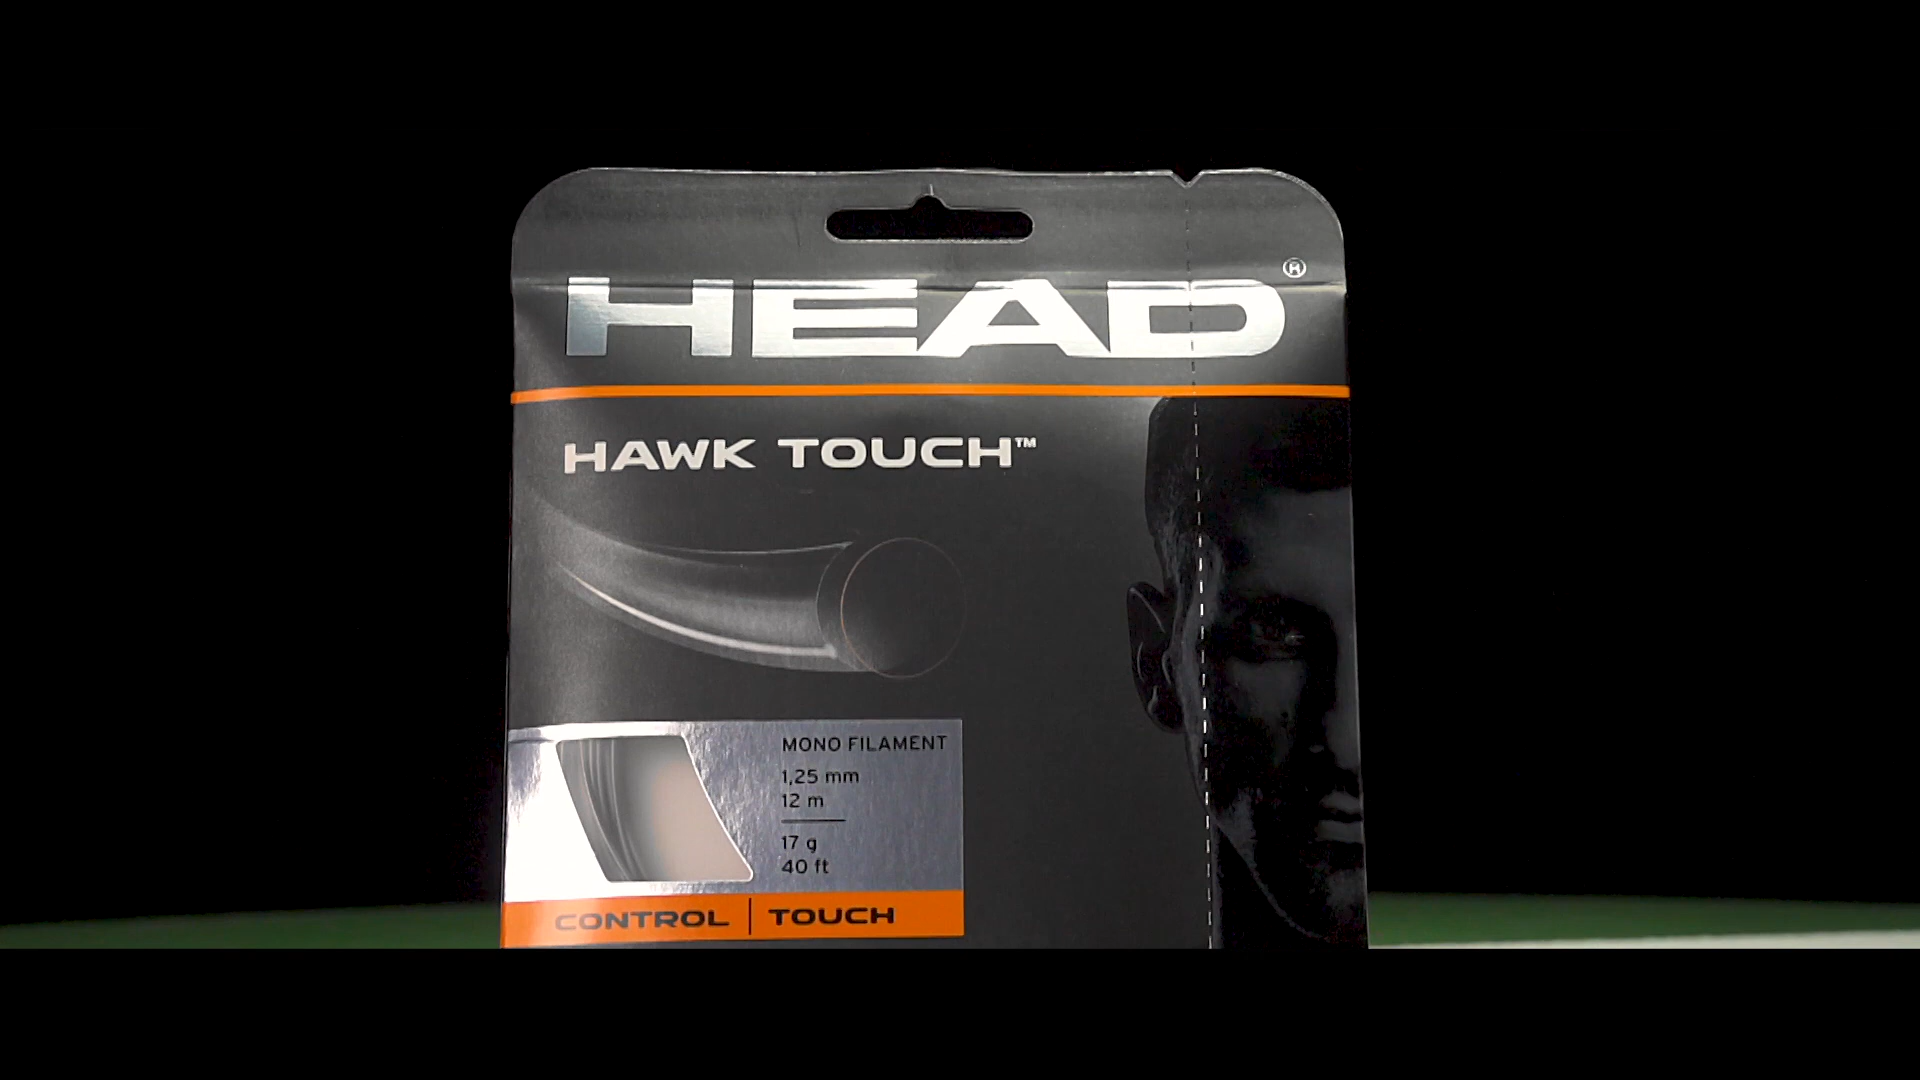 HEAD®
HAWK TOUCH™
MONO FILAMENT
1,25 mm
12 m
17 g
40 ft
CONTROL | TOUCH